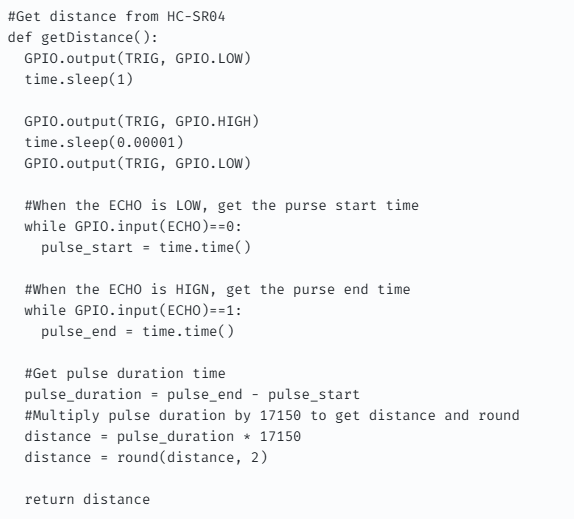 #Get distance from HC-SR04
def getDistance():
  GPIO.output(TRIG, GPIO.LOW)
  time.sleep(1)

  GPIO.output(TRIG, GPIO.HIGH)
  time.sleep(0.00001)
  GPIO.output(TRIG, GPIO.LOW)

  #When the ECHO is LOW, get the purse start time
  while GPIO.input(ECHO)==0:
    pulse_start = time.time()

  #When the ECHO is HIGN, get the purse end time
  while GPIO.input(ECHO)==1:
    pulse_end = time.time()

  #Get pulse duration time
  pulse_duration = pulse_end - pulse_start
  #Multiply pulse duration by 17150 to get distance and round
  distance = pulse_duration * 17150
  distance = round(distance, 2)

  return distance